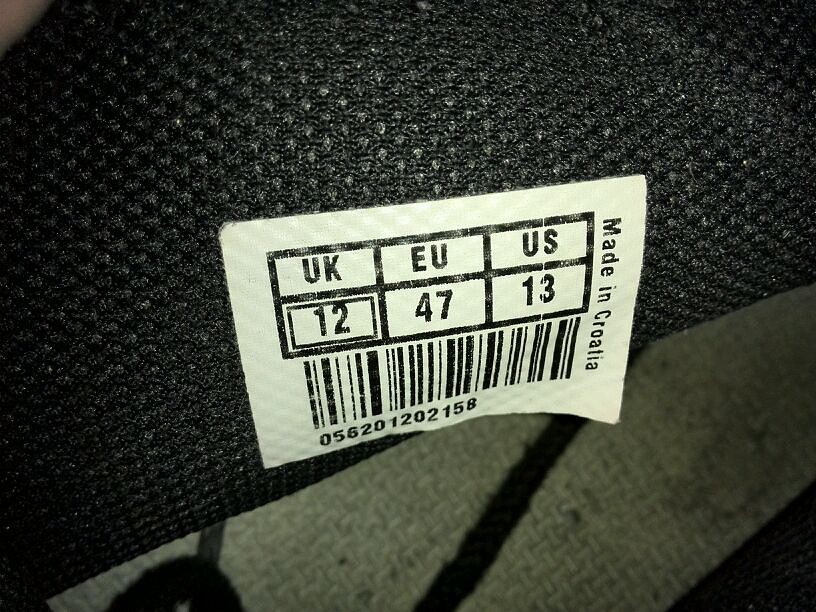 UK EU US
12 47 13
056201202158
Made in Croatia